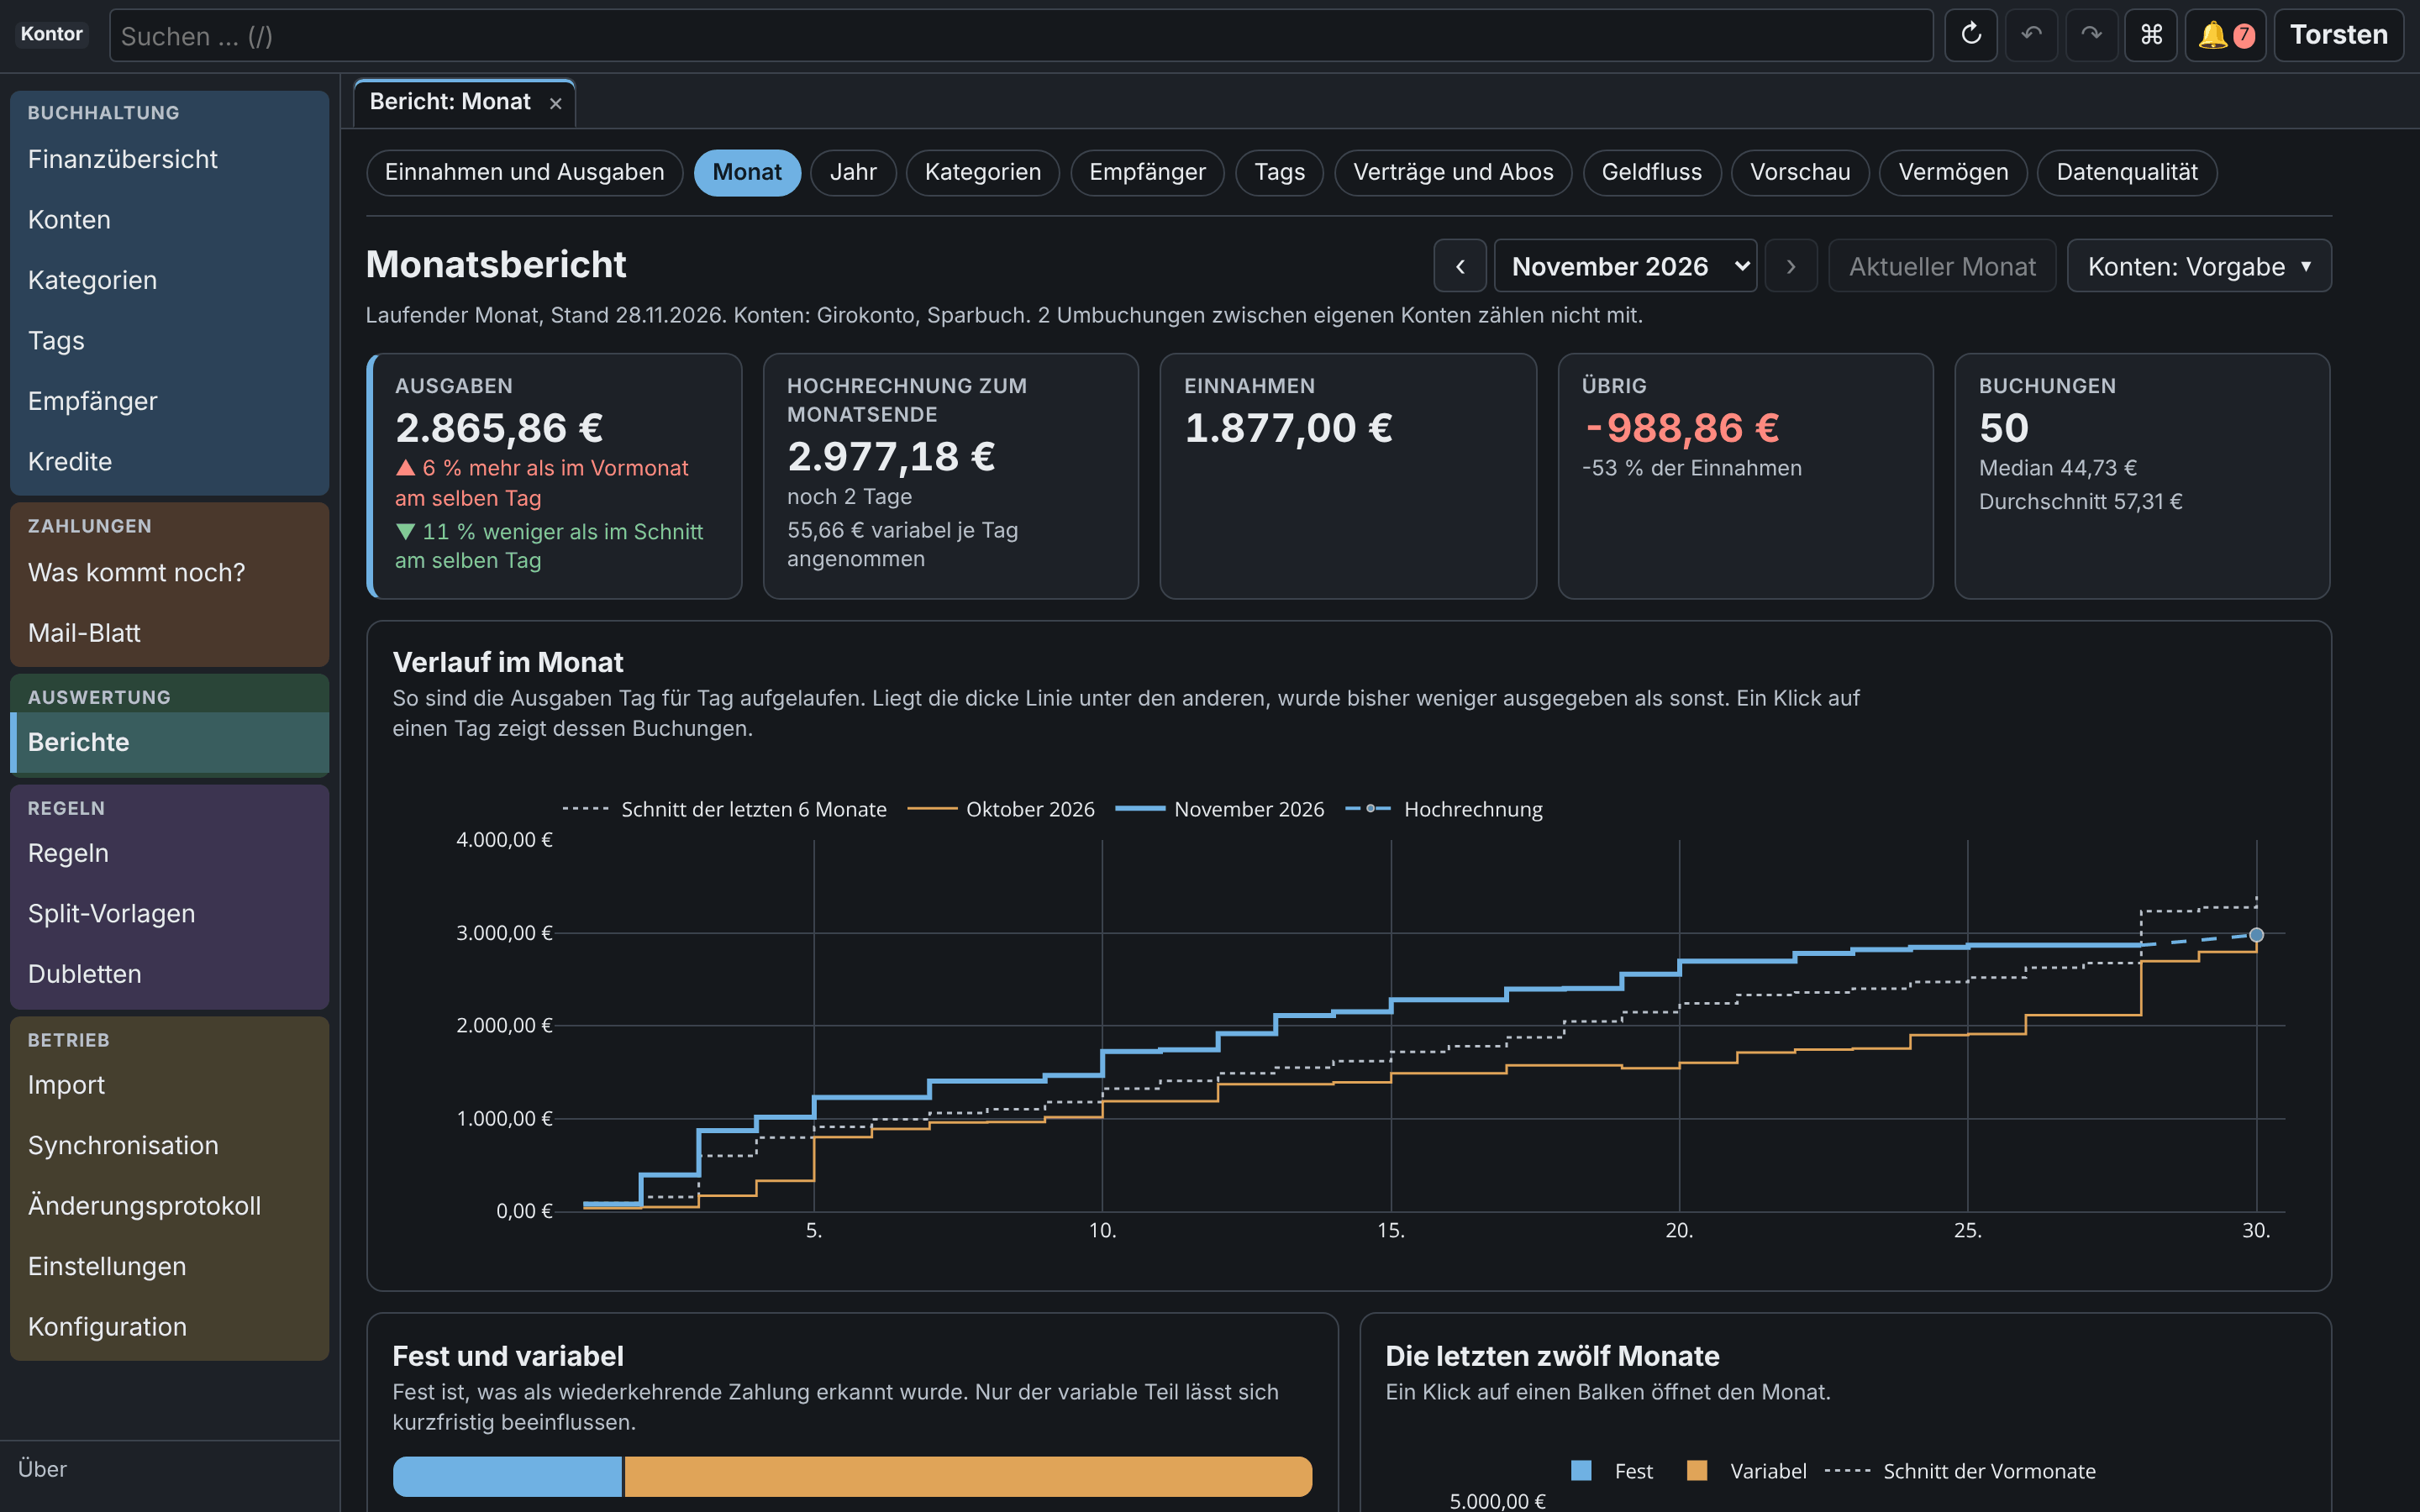 Kontor
Suchen … (/)
7
Torsten
BUCHHALTUNG
Finanzübersicht
Konten
Kategorien
Tags
Empfänger
Kredite
ZAHLUNGEN
Was kommt noch?
Mail-Blatt
AUSWERTUNG
Berichte
REGELN
Regeln
Split-Vorlagen
Dubletten
BETRIEB
Import
Synchronisation
Änderungsprotokoll
Einstellungen
Konfiguration
Über
Bericht: Monat ×
Einnahmen und Ausgaben
Monat
Jahr
Kategorien
Empfänger
Tags
Verträge und Abos
Geldfluss
Vorschau
Vermögen
Datenqualität
Monatsbericht
‹
November 2026
›
Aktueller Monat
Konten: Vorgabe ▾
Laufender Monat, Stand 28.11.2026. Konten: Girokonto, Sparbuch. 2 Umbuchungen zwischen eigenen Konten zählen nicht mit.
AUSGABEN
2.865,86 €
▲ 6 % mehr als im Vormonat
am selben Tag
▼ 11 % weniger als im Schnitt
am selben Tag
HOCHRECHNUNG ZUM
MONATSENDE
2.977,18 €
noch 2 Tage
55,66 € variabel je Tag
angenommen
EINNAHMEN
1.877,00 €
ÜBRIG
-988,86 €
-53 % der Einnahmen
BUCHUNGEN
50
Median 44,73 €
Durchschnitt 57,31 €
Verlauf im Monat
So sind die Ausgaben Tag für Tag aufgelaufen. Liegt die dicke Linie unter den anderen, wurde bisher weniger ausgegeben als sonst. Ein Klick auf
einen Tag zeigt dessen Buchungen.
Schnitt der letzten 6 Monate
Oktober 2026
November 2026
Hochrechnung
4.000,00 €
3.000,00 €
2.000,00 €
1.000,00 €
0,00 €
5.
10.
15.
20.
25.
30.
Fest und variabel
Fest ist, was als wiederkehrende Zahlung erkannt wurde. Nur der variable Teil lässt sich
kurzfristig beeinflussen.
Die letzten zwölf Monate
Ein Klick auf einen Balken öffnet den Monat.
Fest
Variabel
Schnitt der Vormonate
5.000,00 €